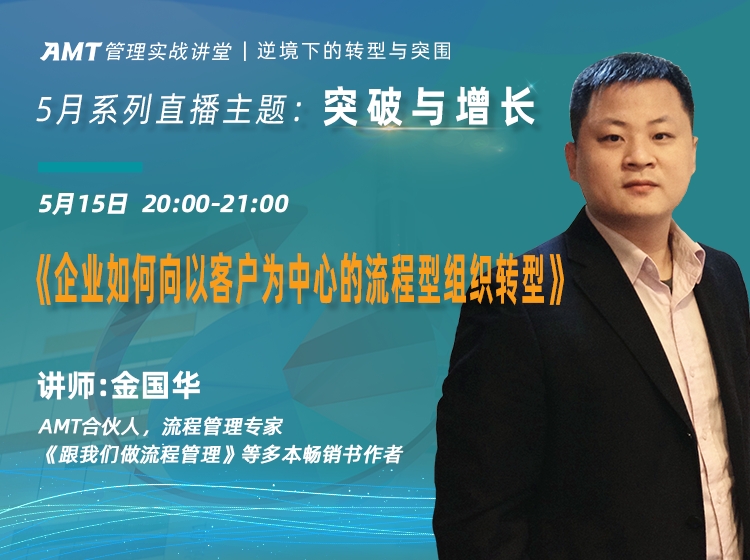 AMT管理实战讲堂 | 逆境下的转型与突围
5月系列直播主题：突破与增长
5月15日 20:00-21:00
《企业如何向以客户为中心的流程型组织转型》
讲师:金国华
AMT合伙人，流程管理专家
《跟我们做流程管理》等多本畅销书作者